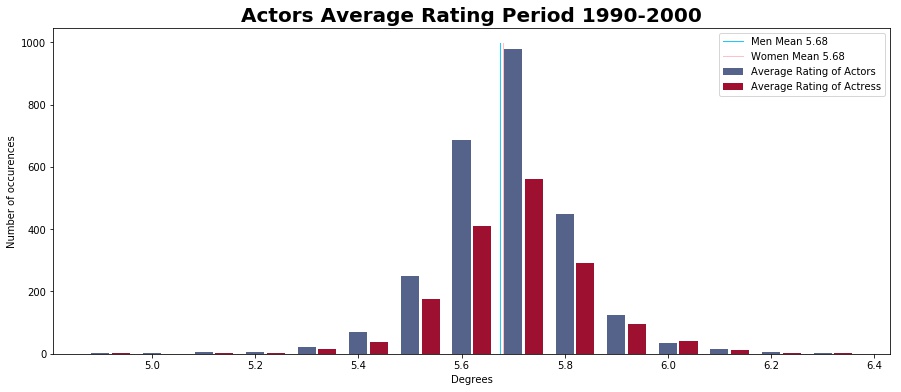 Actors Average Rating Period 1990-2000
Men Mean 5.68
Women Mean 5.68
Average Rating of Actors
Average Rating of Actress
Number of occurences
1000
800
600
400
200
0
5.0 5.2 5.4 5.6 5.8 6.0 6.2 6.4
Degrees